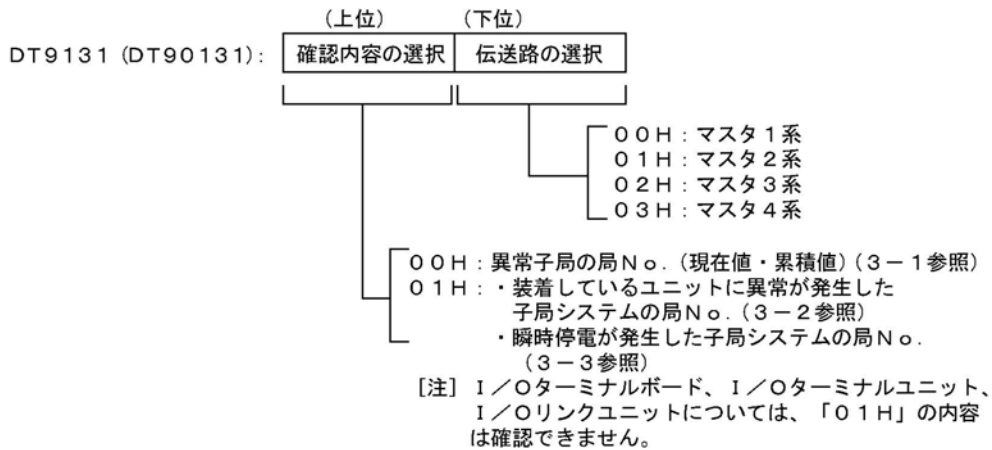 （上位） （下位）
ＤＴ９１３１（ＤＴ９０１３１）： 確認内容の選択 伝送路の選択
００Ｈ：マスタ１系
０１Ｈ：マスタ２系
０２Ｈ：マスタ３系
０３Ｈ：マスタ４系
００Ｈ：異常子局の局Ｎｏ．（現在値・累積値）（３－１参照）
０１Ｈ：・装着しているユニットに異常が発生した
子局システムの局Ｎｏ．（３－２参照）
・瞬時停電が発生した子局システムの局Ｎｏ．
（３－３参照）
［注］Ｉ／Ｏターミナルボード、Ｉ／Ｏターミナルユニット、
Ｉ／Ｏリンクユニットについては、「０１Ｈ」の内容
は確認できません。